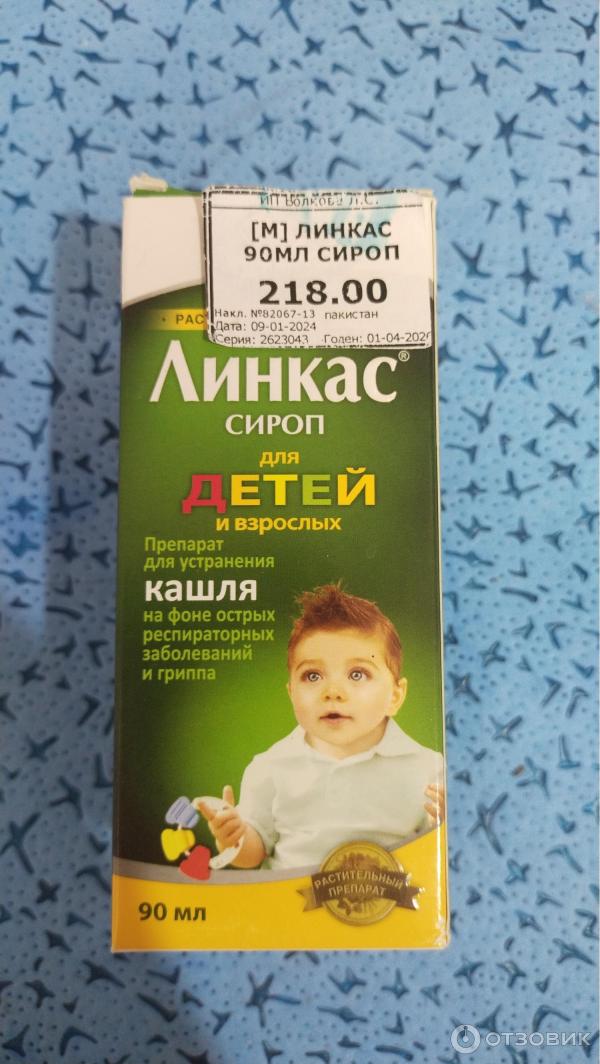 ИП Волкова Л.С.
[М] ЛИНКАС
90МЛ СИРОП
218.00
Накл. №82067-13 пакистан
Дата: 09-01-2024
Серия: 2623043 Годен: 01-04-2026
• РАС
Линкас®
СИРОП
для
ДЕТЕЙ
и взрослых
Препарат
для устранения
кашля
на фоне острых
респираторных
заболеваний
и гриппа
РАСТИТЕЛЬНЫЙ
ПРЕПАРАТ
90 мл
ОТЗОВИК